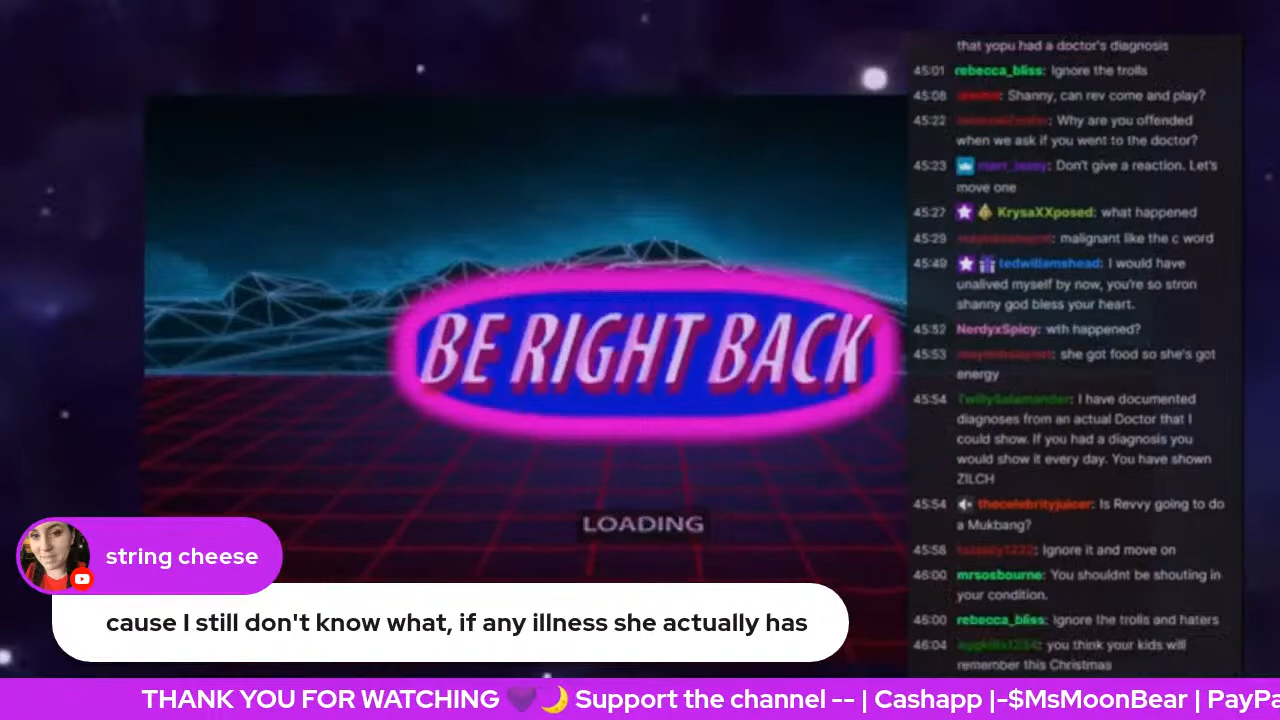 that yopu had a doctor's diagnosis
45:01 rebecca_bliss: Ignore the trolls
45:08 : Shanny, can rev come and play?
45:22 : Why are you offended
when we ask if you went to the doctor?
45:23 : Don't give a reaction. Let's
move one
45:27 KrysaXXposed: what happened
45:29 : malignant like the c word
45:49 tedwillamshead: I would have
unalived myself by now, you're so stron
shanny god bless your heart.
45:52 NerdyxSpicy: wth happened?
45:53 : she got food so she's got
energy
45:54 TwillySalamander: I have documented
diagnoses from an actual Doctor that I
could show. If you had a diagnosis you
would show it every day. You have shown
ZILCH
45:54 thecelebrityjuicer: Is Revvy going to do
a Mukbang?
45:58 : Ignore it and move on
46:00 mrsosbourne: You shouldnt be shouting in
your condition.
45:00 rebecca_bliss: Ignore the trolls and haters
46:04 : you think your kids will
remember this Christmas
BE RIGHT BACK
LOADING
string cheese
cause I still don't know what, if any illness she actually has
THANK YOU FOR WATCHING 💜🌙 Support the channel -- | Cashapp |-$MsMoonBear | PayPa